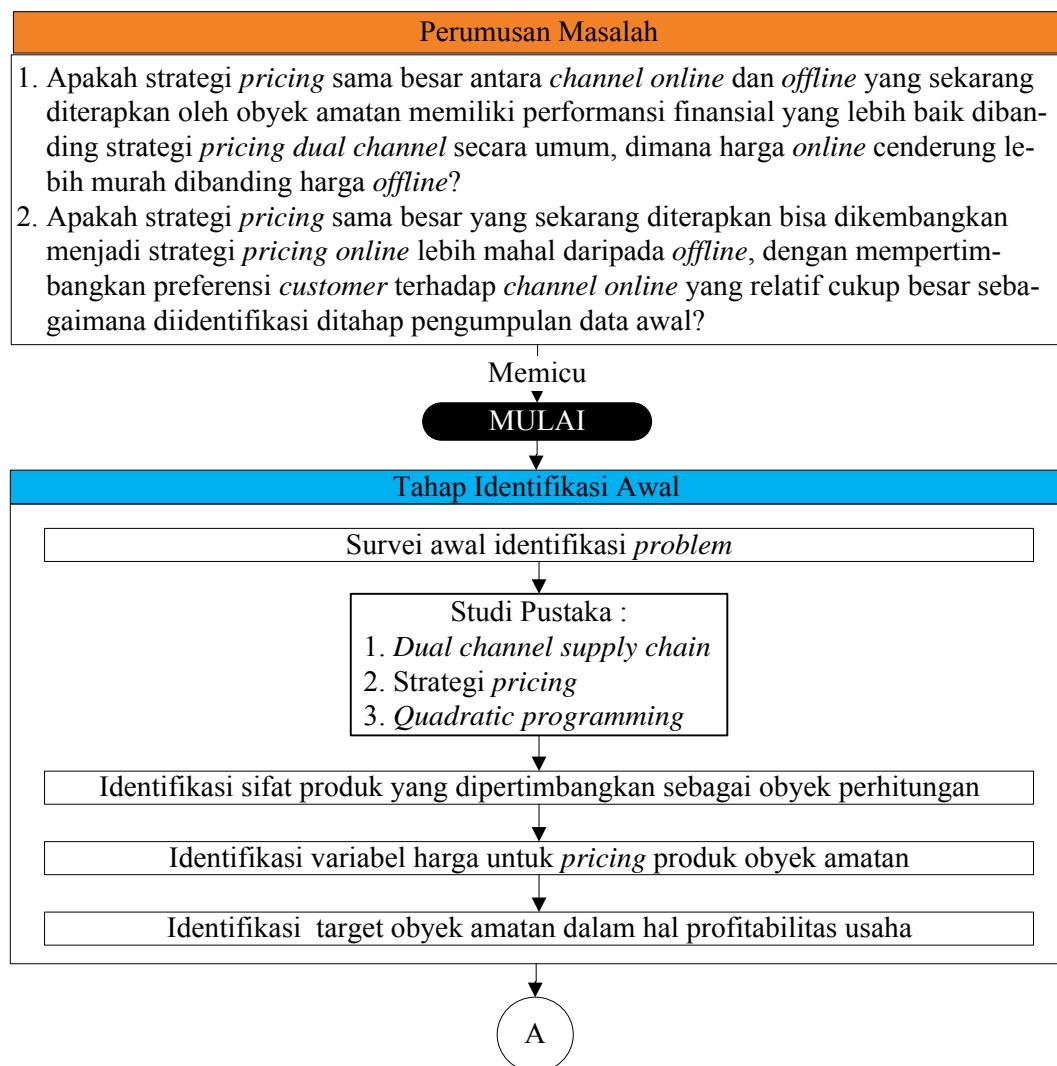 Perumusan Masalah
1. Apakah strategi pricing sama besar antara channel online dan offline yang sekarang
diterapkan oleh obyek amatan memiliki performansi finansial yang lebih baik diban-
ding strategi pricing dual channel secara umum, dimana harga online cenderung le-
bih murah dibanding harga offline?
2. Apakah strategi pricing sama besar yang sekarang diterapkan bisa dikembangkan
menjadi strategi pricing online lebih mahal daripada offline, dengan mempertim-
bangkan preferensi customer terhadap channel online yang relatif cukup besar seba-
gaimana diidentifikasi ditahap pengumpulan data awal?
Memicu
MULAI
Tahap Identifikasi Awal
Survei awal identifikasi problem
Studi Pustaka :
1. Dual channel supply chain
2. Strategi pricing
3. Quadratic programming
Identifikasi sifat produk yang dipertimbangkan sebagai obyek perhitungan
Identifikasi variabel harga untuk pricing produk obyek amatan
Identifikasi target obyek amatan dalam hal profitabilitas usaha
A